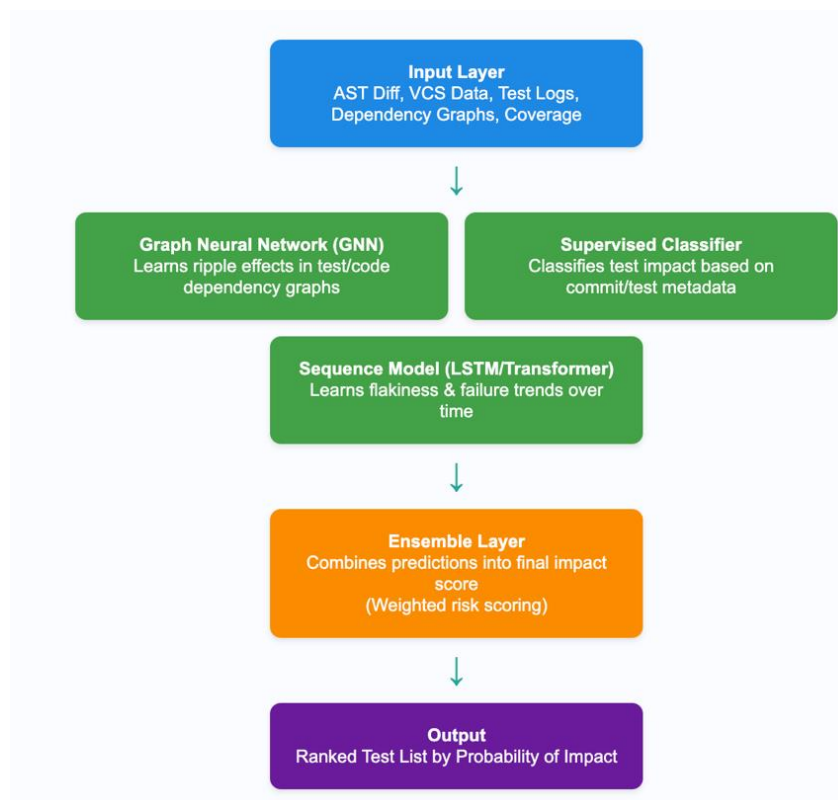 Input Layer
AST Diff, VCS Data, Test Logs,
Dependency Graphs, Coverage
↓
Graph Neural Network (GNN)
Learns ripple effects in test/code
dependency graphs
Supervised Classifier
Classifies test impact based on
commit/test metadata
Sequence Model (LSTM/Transformer)
Learns flakiness & failure trends over
time
↓
Ensemble Layer
Combines predictions into final impact
score
(Weighted risk scoring)
↓
Output
Ranked Test List by Probability of Impact